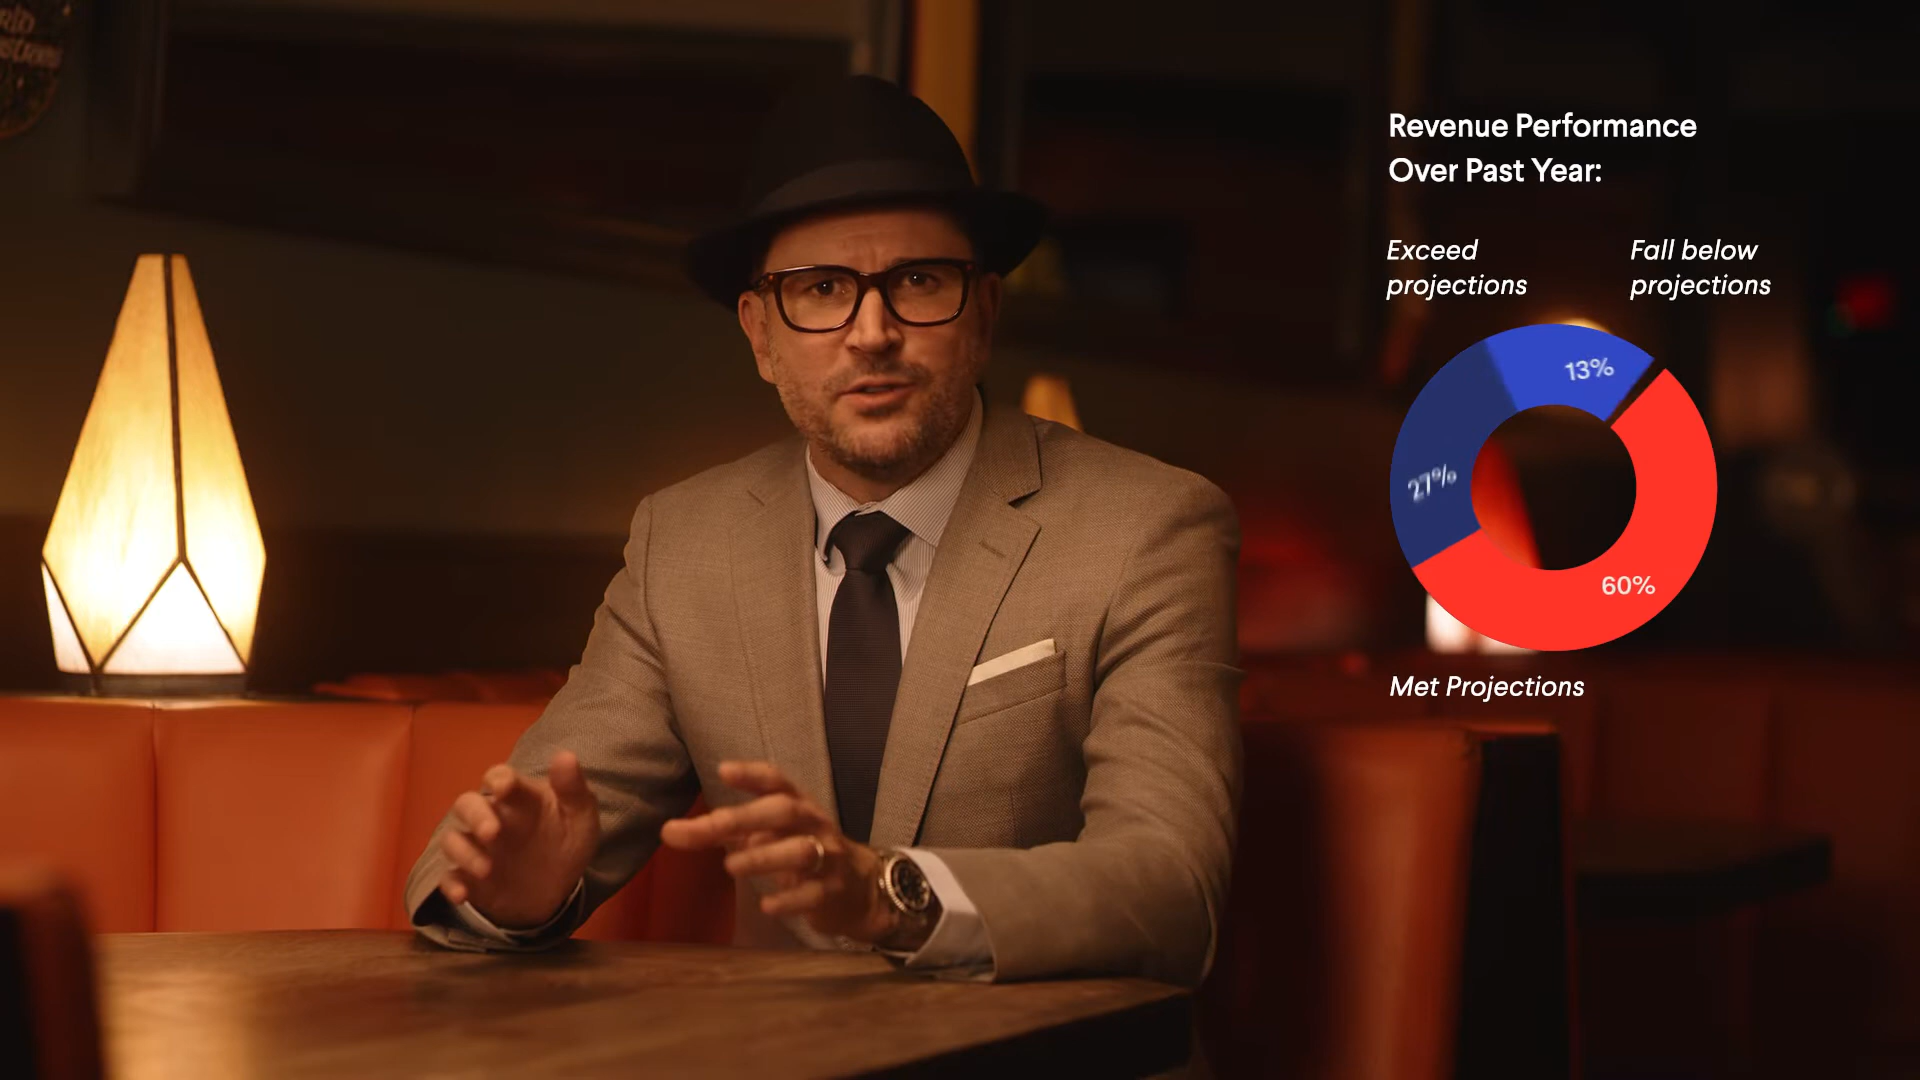 Revenue Performance
Over Past Year:
Exceed
projections
Fall below
projections
13%
27%
60%
Met Projections